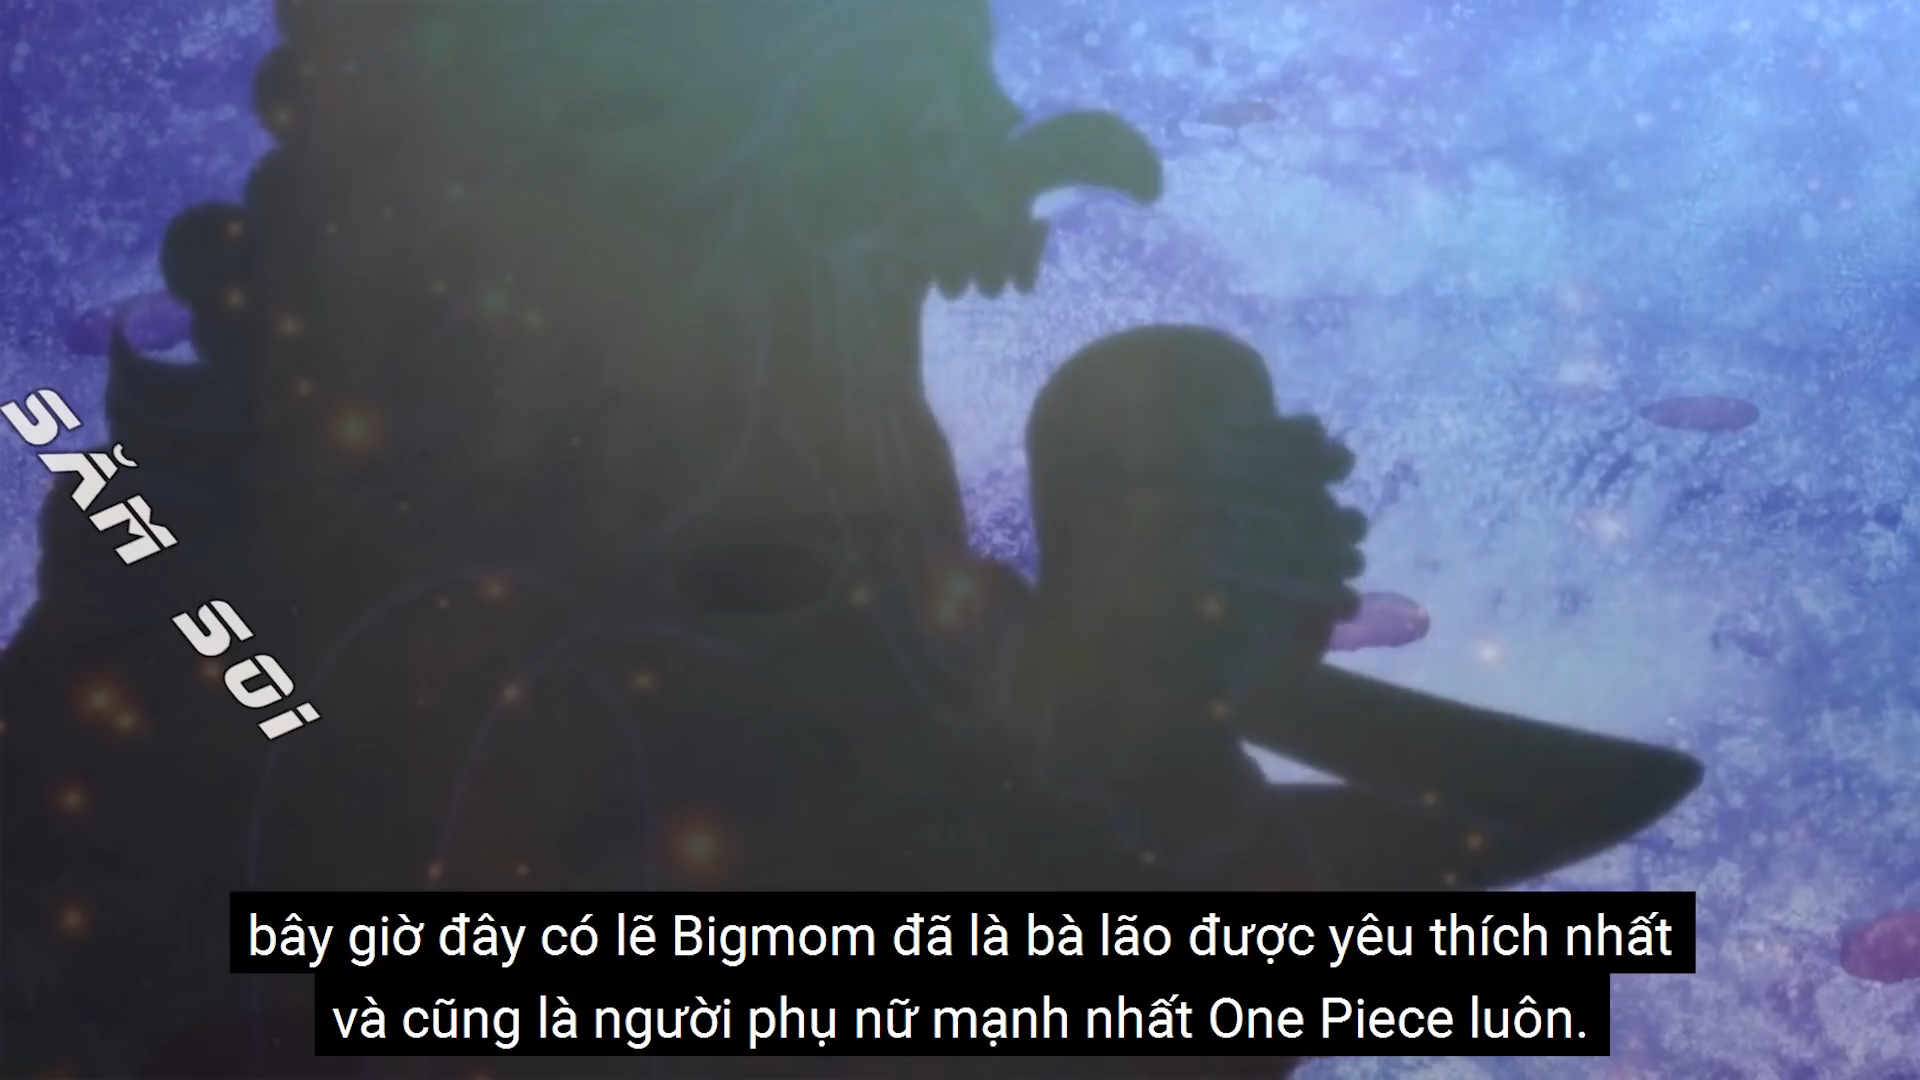 SẤM SÔI
bây giờ đây có lẽ Bigmom đã là bà lão được yêu thích nhất
và cũng là người phụ nữ mạnh nhất One Piece luôn.